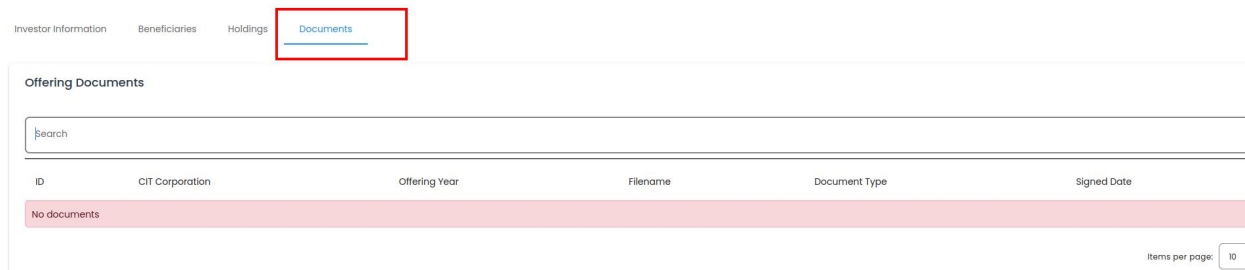 Investor Information Beneficiaries Holdings Documents
Offering Documents
Search
ID CIT Corporation Offering Year Filename Document Type Signed Date
No documents
Items per page: 10